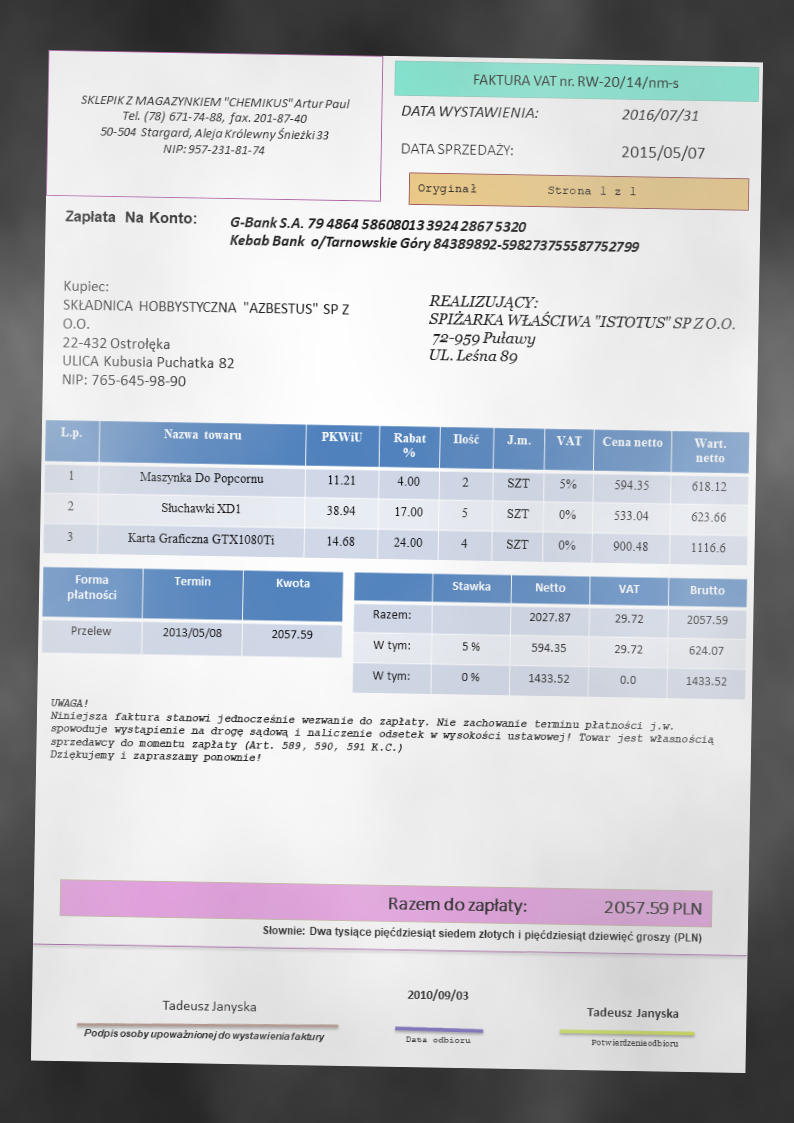 SKLEPIK Z MAGAZYNKIEM "CHEMIKUS" Artur Paul
Tel. (78) 671-74-88, fax. 201-87-40
50-504 Stargard, Aleja Królewny Śnieżki 33
NIP: 957-231-81-74
FAKTURA VAT nr. RW-20/14/nm-s
DATA WYSTAWIENIA: 2016/07/31
DATA SPRZEDAŻY: 2015/05/07
Oryginał Strona 1 z 1
Zapłata Na Konto: G-Bank S.A. 79 4864 58608013 3924 2867 5320
Kebab Bank o/Tarnowskie Góry 84389892-598273755587752799
Kupiec:
SKŁADNICA HOBBYSTYCZNA "AZBESTUS" SP Z
O.O.
22-432 Ostrołęka
ULICA Kubusia Puchatka 82
NIP: 765-645-98-90
REALIZUJĄCY:
SPIŻARKA WŁAŚCIWA "ISTOTUS" SP Z O.O.
72-959 Puławy
UL. Leśna 89
L.p. Nazwa towaru PKWiU Rabat % Ilość J.m. VAT Cena netto Wart. netto
1 Maszynka Do Popcornu 11.21 4.00 2 SZT 5% 594.35 618.12
2 Słuchawki XD1 38.94 17.00 5 SZT 0% 533.04 623.66
3 Karta Graficzna GTX1080Ti 14.68 24.00 4 SZT 0% 900.48 1116.6
Forma płatności Termin Kwota
Przelew 2013/05/08 2057.59
Stawka Netto VAT Brutto
Razem: 2027.87 29.72 2057.59
W tym: 5 % 594.35 29.72 624.07
W tym: 0 % 1433.52 0.0 1433.52
UWAGA!
Niniejsza faktura stanowi jednocześnie wezwanie do zapłaty. Nie zachowanie terminu płatności j.w.
spowoduje wystąpienie na drogę sądową i naliczenie odsetek w wysokości ustawowej! Towar jest własnością
sprzedawcy do momentu zapłaty (Art. 589, 590, 591 K.C.)
Dziękujemy i zapraszamy ponownie!
Razem do zapłaty: 2057.59 PLN
Słownie: Dwa tysiące pięćdziesiąt siedem złotych i pięćdziesiąt dziewięć groszy (PLN)
Tadeusz Janyska
Podpis osoby upoważnionej do wystawienia faktury
2010/09/03
Data odbioru
Tadeusz Janyska
Potwierdzenie odbioru